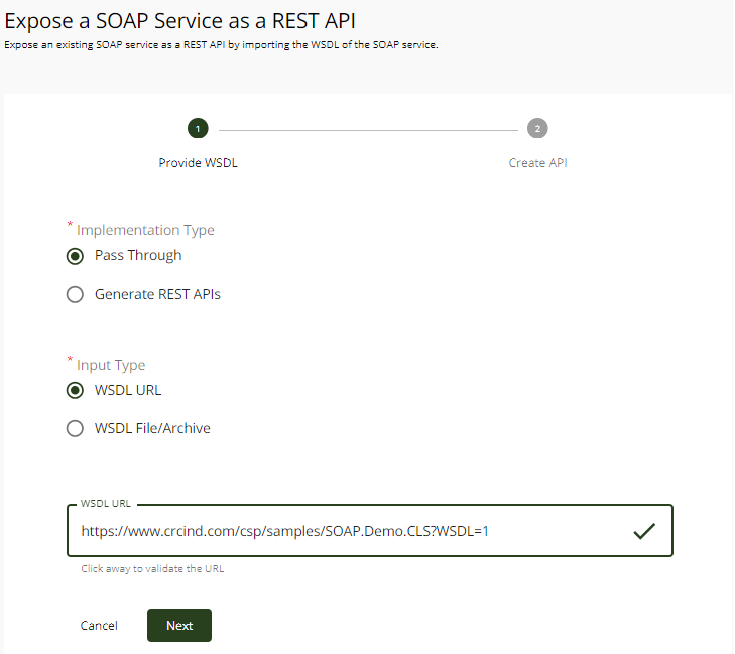 Expose a SOAP Service as a REST API
Expose an existing SOAP service as a REST API by importing the WSDL of the SOAP service.
1
2
Provide WSDL
Create API
* Implementation Type
Pass Through
Generate REST APIs
* Input Type
WSDL URL
WSDL File/Archive
WSDL URL
https://www.crcind.com/csp/samples/SOAP.Demo.CLS?WSDL=1
Click away to validate the URL
Cancel
Next